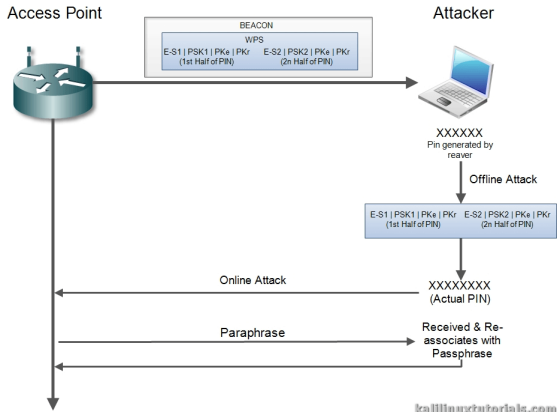 Access Point
Attacker
BEACON
WPS
E-S1 | PSK1 | PKe | PKr E-S2 | PSK2 | PKe | PKr
(1st Half of PIN) (2n Half of PIN)
XXXXXX
Pin generated by
reaver
Offline Attack
E-S1 | PSK1 | PKe | PKr E-S2 | PSK2 | PKe | PKr
(1st Half of PIN) (2n Half of PIN)
Online Attack
XXXXXXXX
(Actual PIN)
Paraphrase
Received & Re-
associates with
Passphrase
kalilinuxtutorials.com